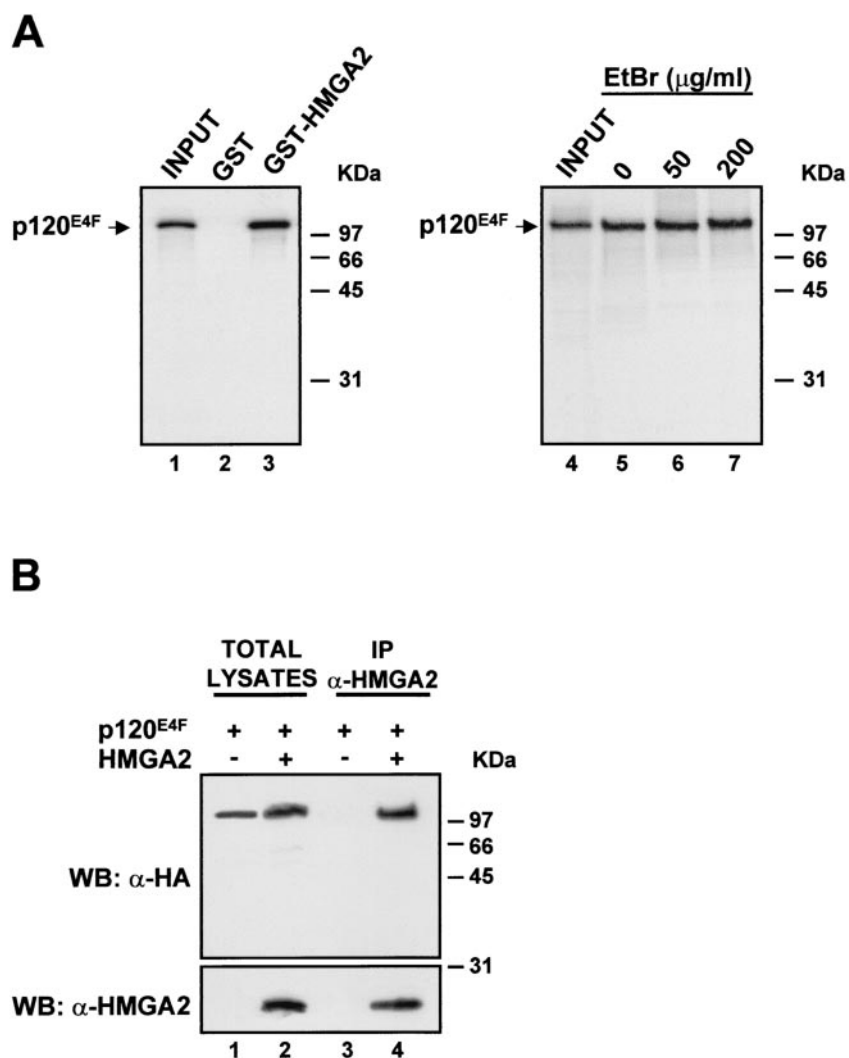 A
INPUT
GST
GST-HMGA2
KDa
p120E4F
97
66
45
31
1 2 3
EtBr (μg/ml)
INPUT
0
50
200
KDa
p120E4F
97
66
45
31
4 5 6 7
B
TOTAL LYSATES
IP α-HMGA2
p120E4F + + + +
HMGA2 - + - +
KDa
97
66
45
31
WB: α-HA
WB: α-HMGA2
1 2 3 4